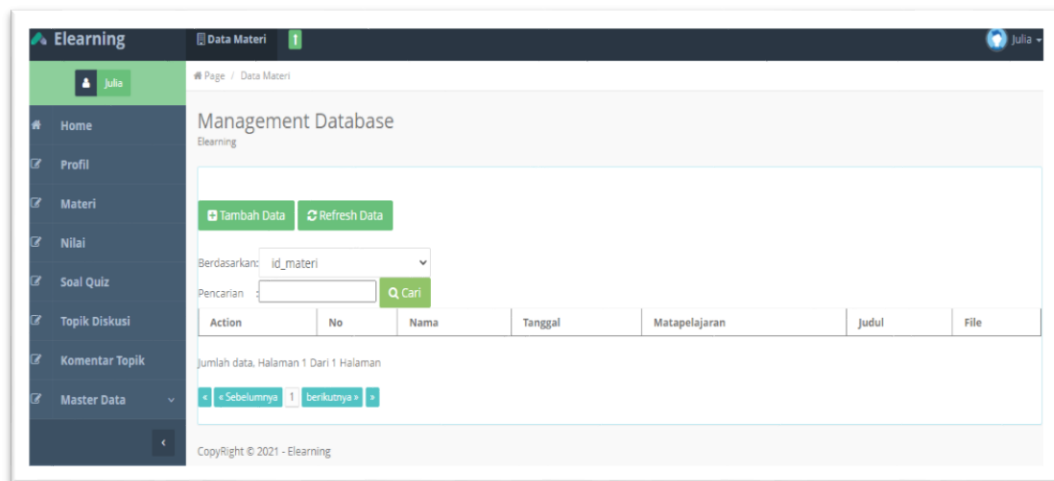 Elearning
Data Materi
Julia
Julia
Page / Data Materi
Home
Profil
Materi
Nilai
Soal Quiz
Topik Diskusi
Komentar Topik
Master Data
Management Database
Elearning
Tambah Data
Refresh Data
Berdasarkan: id_materi
Pencarian : Cari
Action No Nama Tanggal Matapelajaran Judul File
Jumlah data, Halaman 1 Dari 1 Halaman
« « Sebelumnya 1 berikutnya » »
CopyRight © 2021 - Elearning